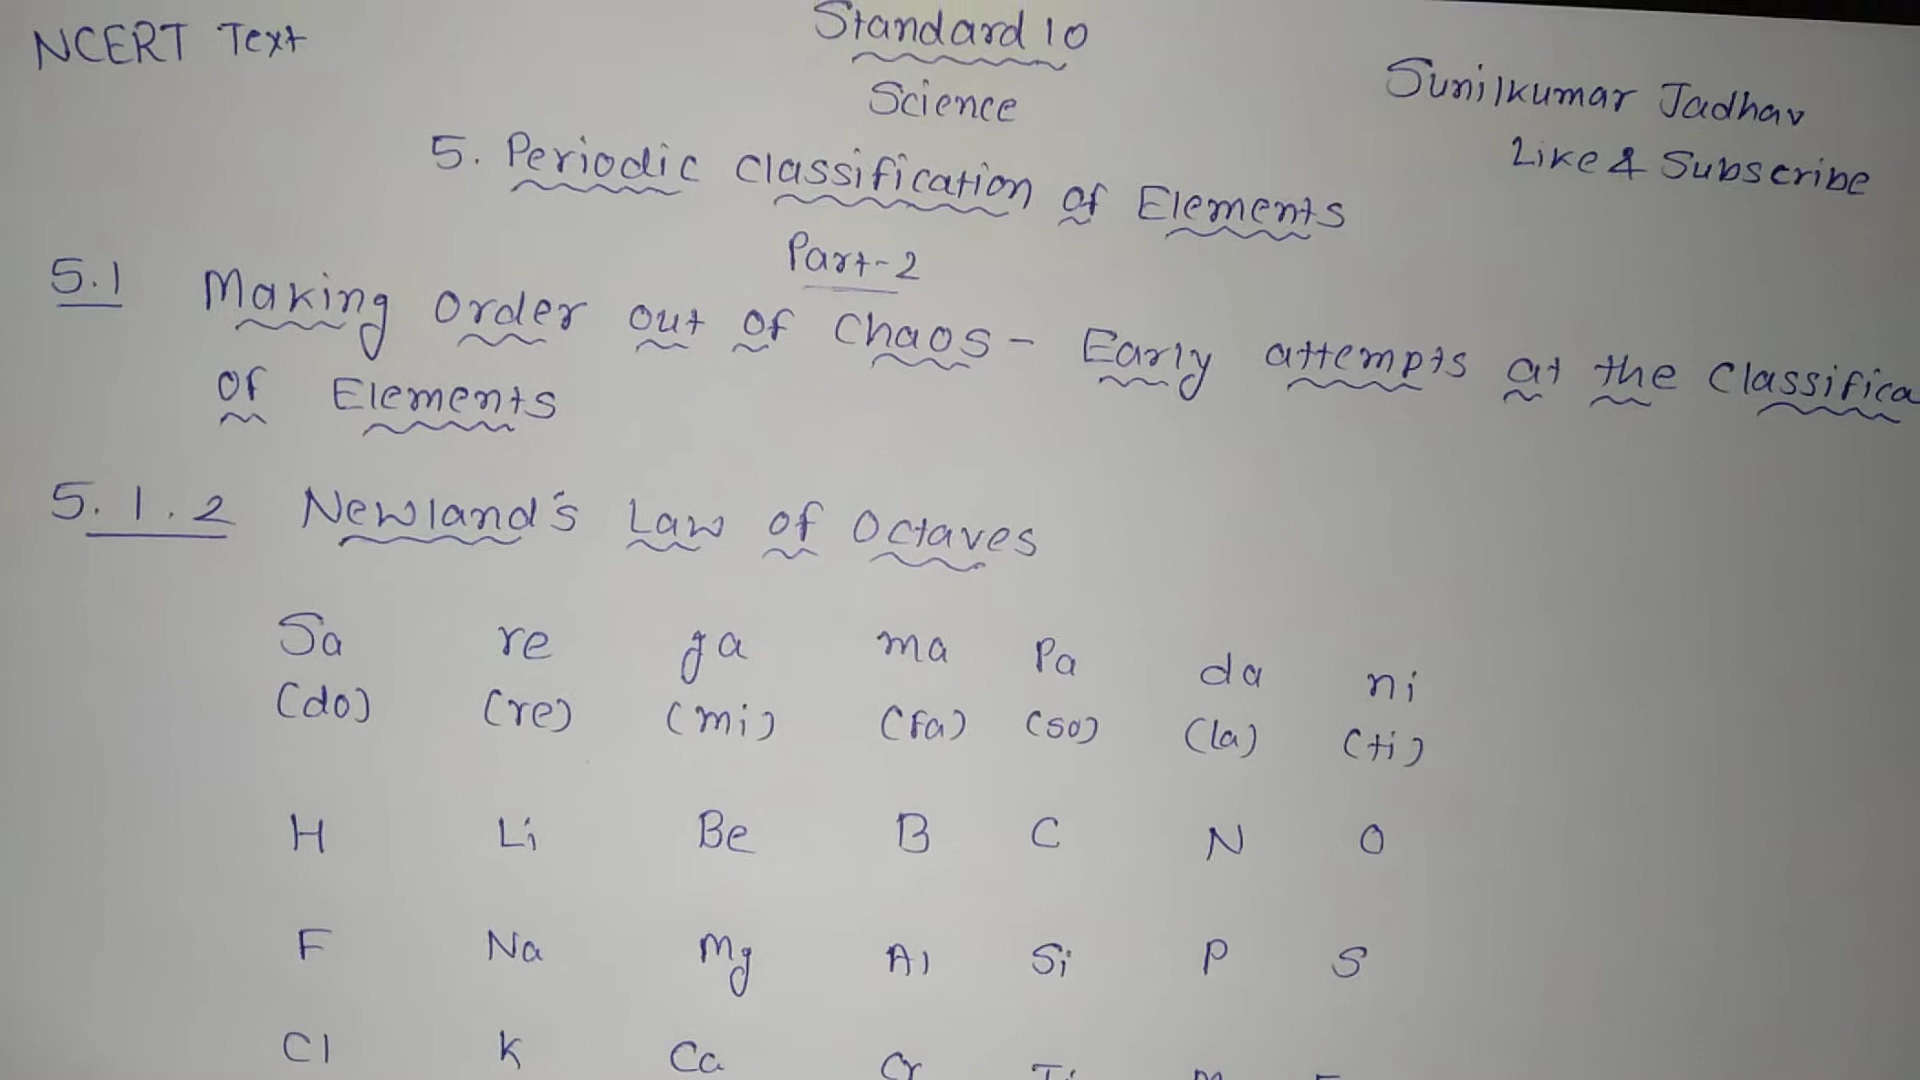 NCERT Text
Standard 10
Science
Sunilkumar Jadhav
Like & Subscribe
5. Periodic Classification of Elements
Part-2
5.1 Making Order out of Chaos - Early attempts at the Classifica
of Elements
5.1.2 Newland's Law of Octaves
Sa re ga ma Pa da ni
(do) (re) (mi) (fa) (so) (la) (ti)
H Li Be B C N O
F Na Mg Al Si P S
Cl K Ca Cr